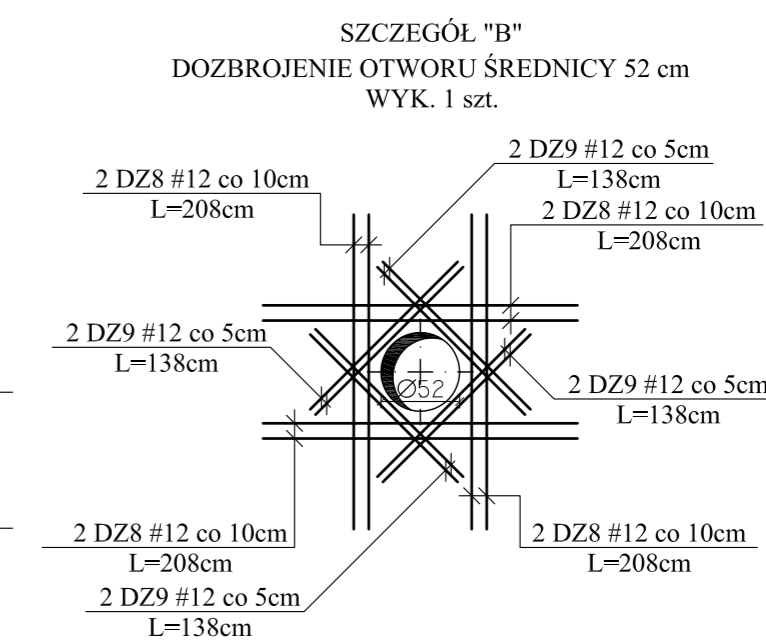 SZCZEGÓŁ "B"
DOZBROJENIE OTWORU ŚREDNICY 52 cm
WYK. 1 szt.
2 DZ9 #12 co 5cm
L=138cm
2 DZ8 #12 co 10cm
L=208cm
2 DZ8 #12 co 10cm
L=208cm
2 DZ9 #12 co 5cm
L=138cm
Ø52
2 DZ9 #12 co 5cm
L=138cm
2 DZ8 #12 co 10cm
L=208cm
2 DZ8 #12 co 10cm
L=208cm
2 DZ9 #12 co 5cm
L=138cm